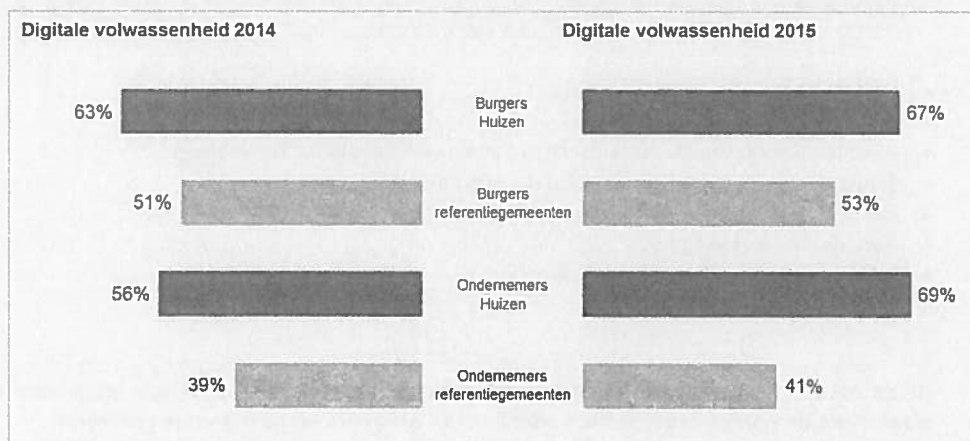 Digitale volwassenheid 2014
Digitale volwassenheid 2015
63%
Burgers
Huizen
67%
51%
Burgers
referentiegemeenten
53%
56%
Ondernemers
Huizen
69%
39%
Ondernemers
referentiegemeenten
41%